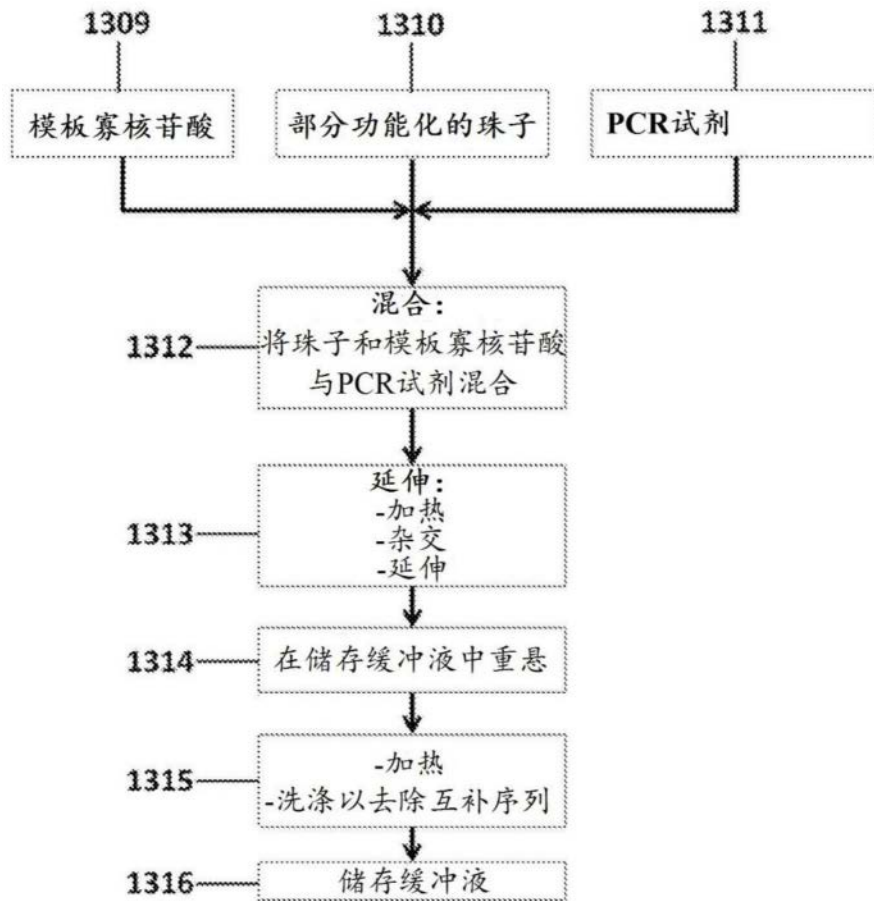 1309
1310
1311
模板寡核苷酸
部分功能化的珠子
PCR试剂
1312
混合：
将珠子和模板寡核苷酸
与PCR试剂混合
1313
延伸：
-加热
-杂交
-延伸
1314
在储存缓冲液中重悬
1315
-加热
-洗涤以去除互补序列
1316
储存缓冲液